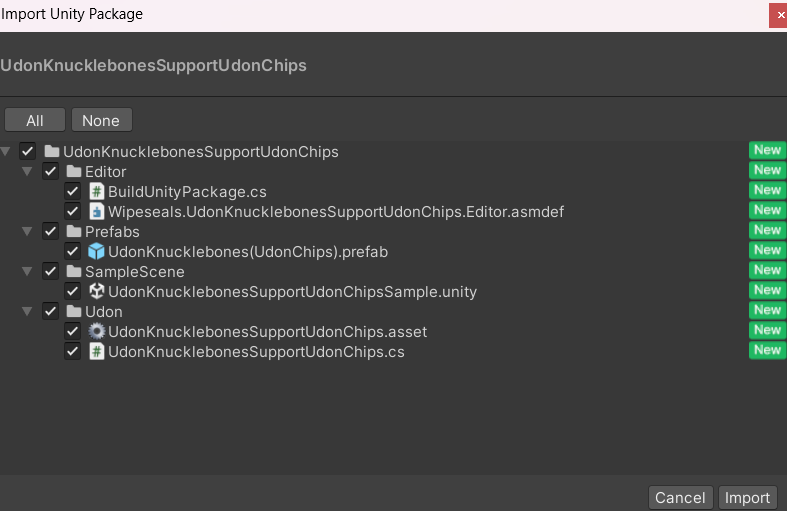 Import Unity Package
×
UdonKnucklebonesSupportUdonChips
All None
UdonKnucklebonesSupportUdonChips New
Editor New
BuildUnityPackage.cs New
Wipeseals.UdonKnucklebonesSupportUdonChips.Editor.asmdef New
Prefabs New
UdonKnucklebones(UdonChips).prefab New
SampleScene New
UdonKnucklebonesSupportUdonChipsSample.unity New
Udon New
UdonKnucklebonesSupportUdonChips.asset New
UdonKnucklebonesSupportUdonChips.cs New
Cancel Import